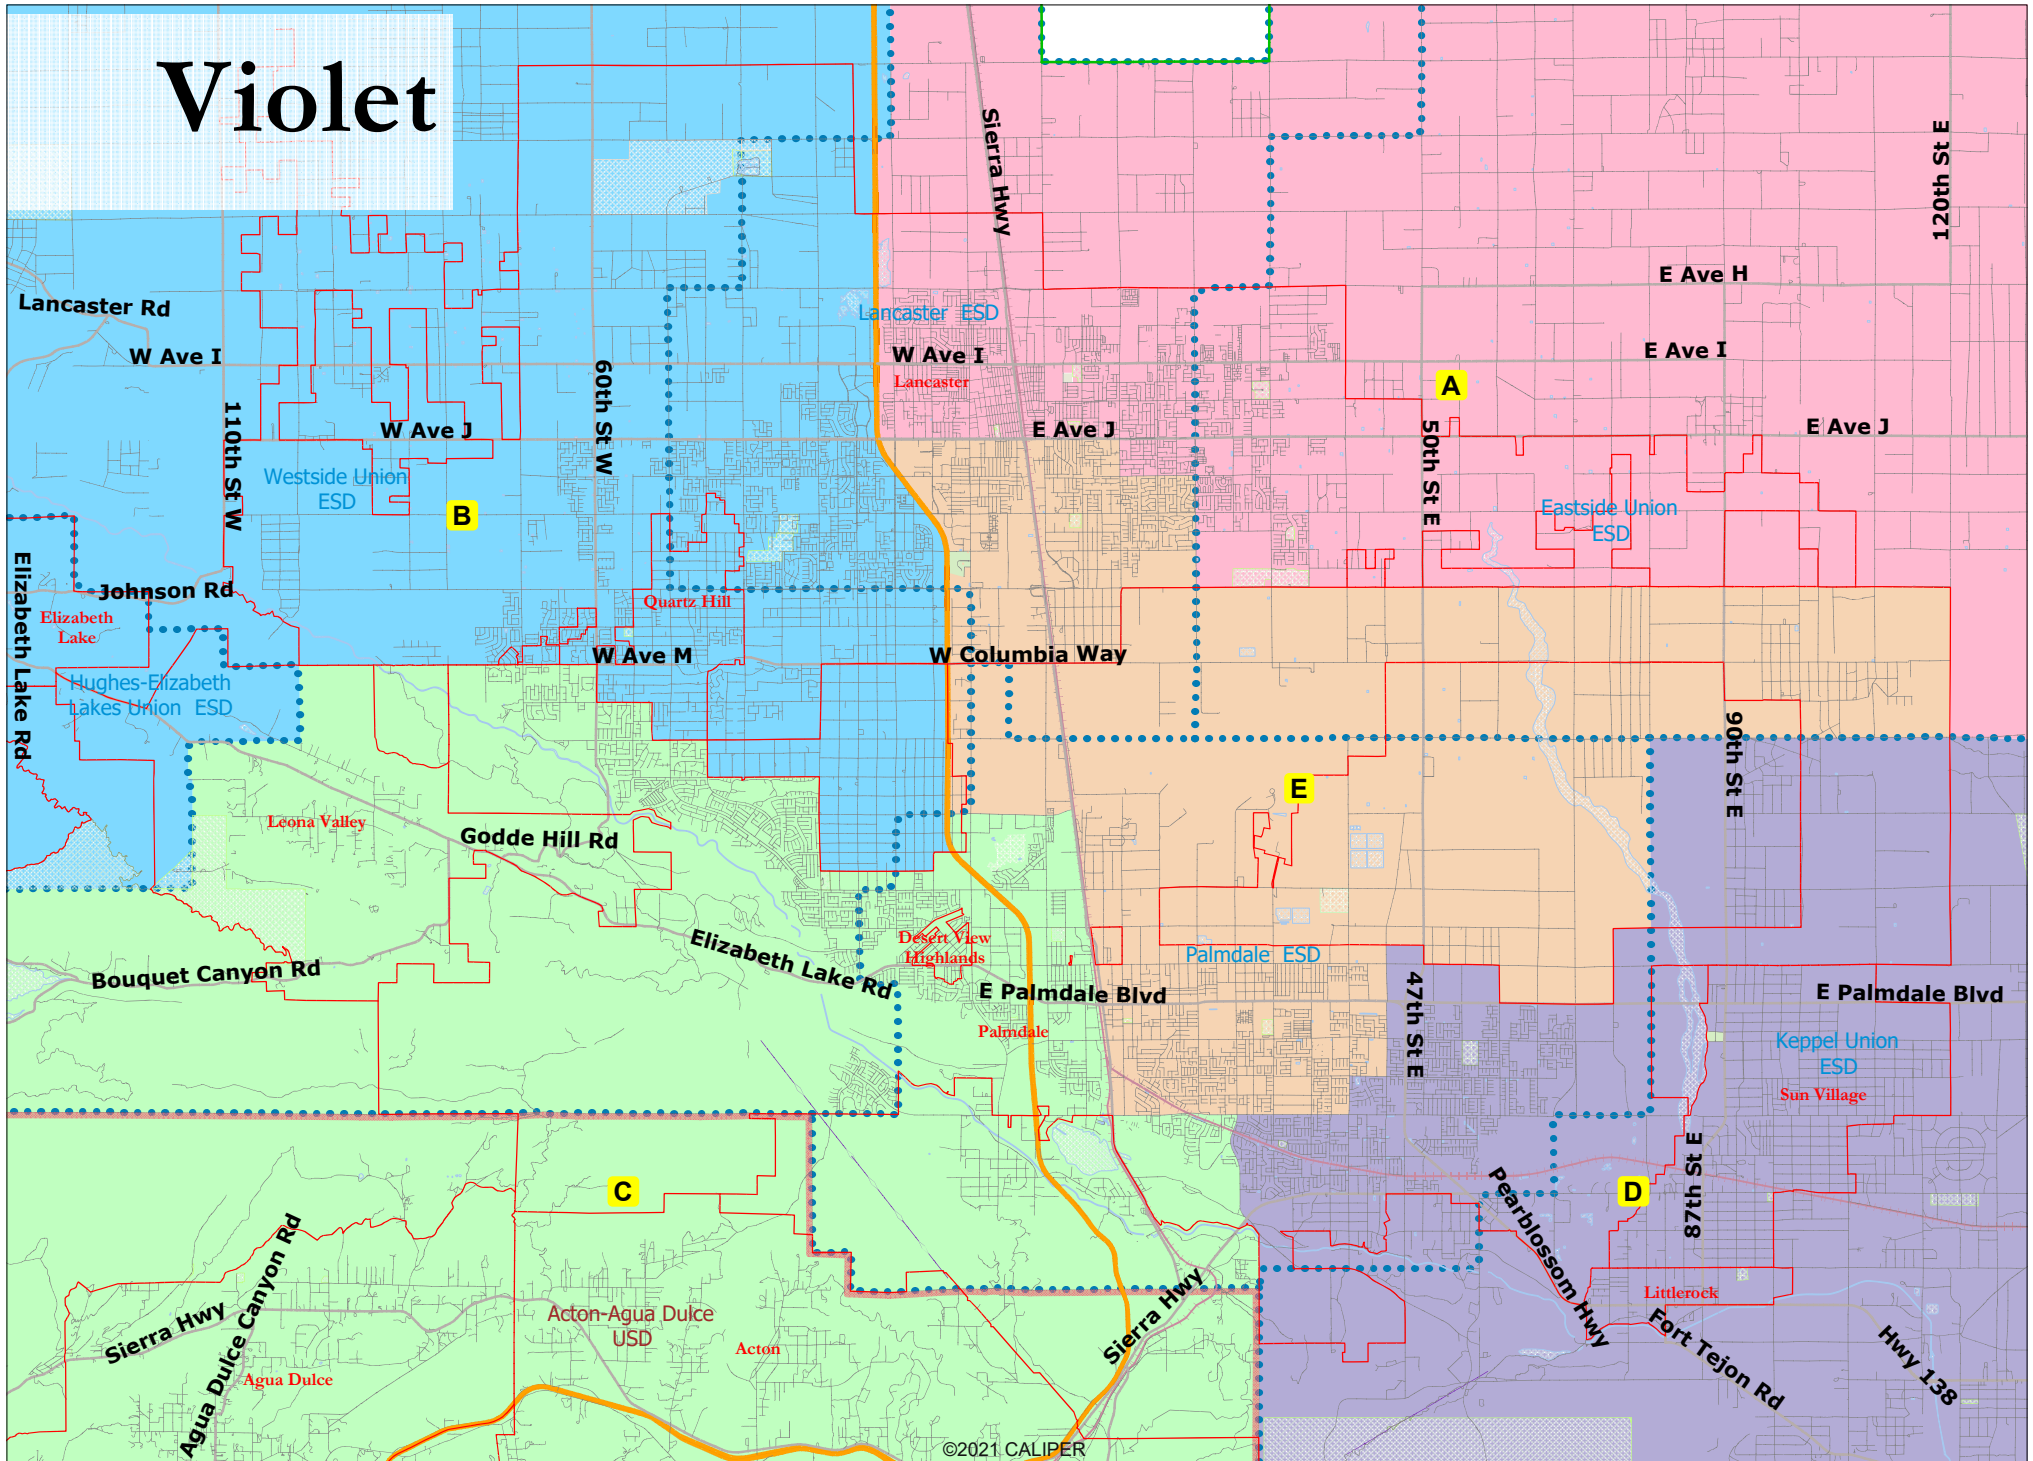 Violet
Sierra Hwy
120th St E
E Ave H
Lancaster Rd
Lancaster ESD
W Ave I
W Ave I
E Ave I
Lancaster
A
60th St W
110th St W
W Ave J
E Ave J
50th St E
E Ave J
Westside Union
ESD
B
Eastside Union
ESD
Elizabeth Lake Rd
Johnson Rd
Elizabeth
Lake
Quartz Hill
W Ave M
W Columbia Way
Hughes-Elizabeth
Lakes Union ESD
90th St E
E
Leona Valley
Godde Hill Rd
Elizabeth Lake Rd
Desert View
Highlands
Palmdale ESD
Bouquet Canyon Rd
E Palmdale Blvd
47th St E
E Palmdale Blvd
Palmdale
Keppel Union
ESD
Sun Village
87th St E
C
D
Pearblossom Hwy
Sierra Hwy
Agua Dulce Canyon Rd
Acton-Agua Dulce
USD
Acton
Agua Dulce
Sierra Hwy
Littlerock
Fort Tejon Rd
Hwy 138
©2021 CALIPER